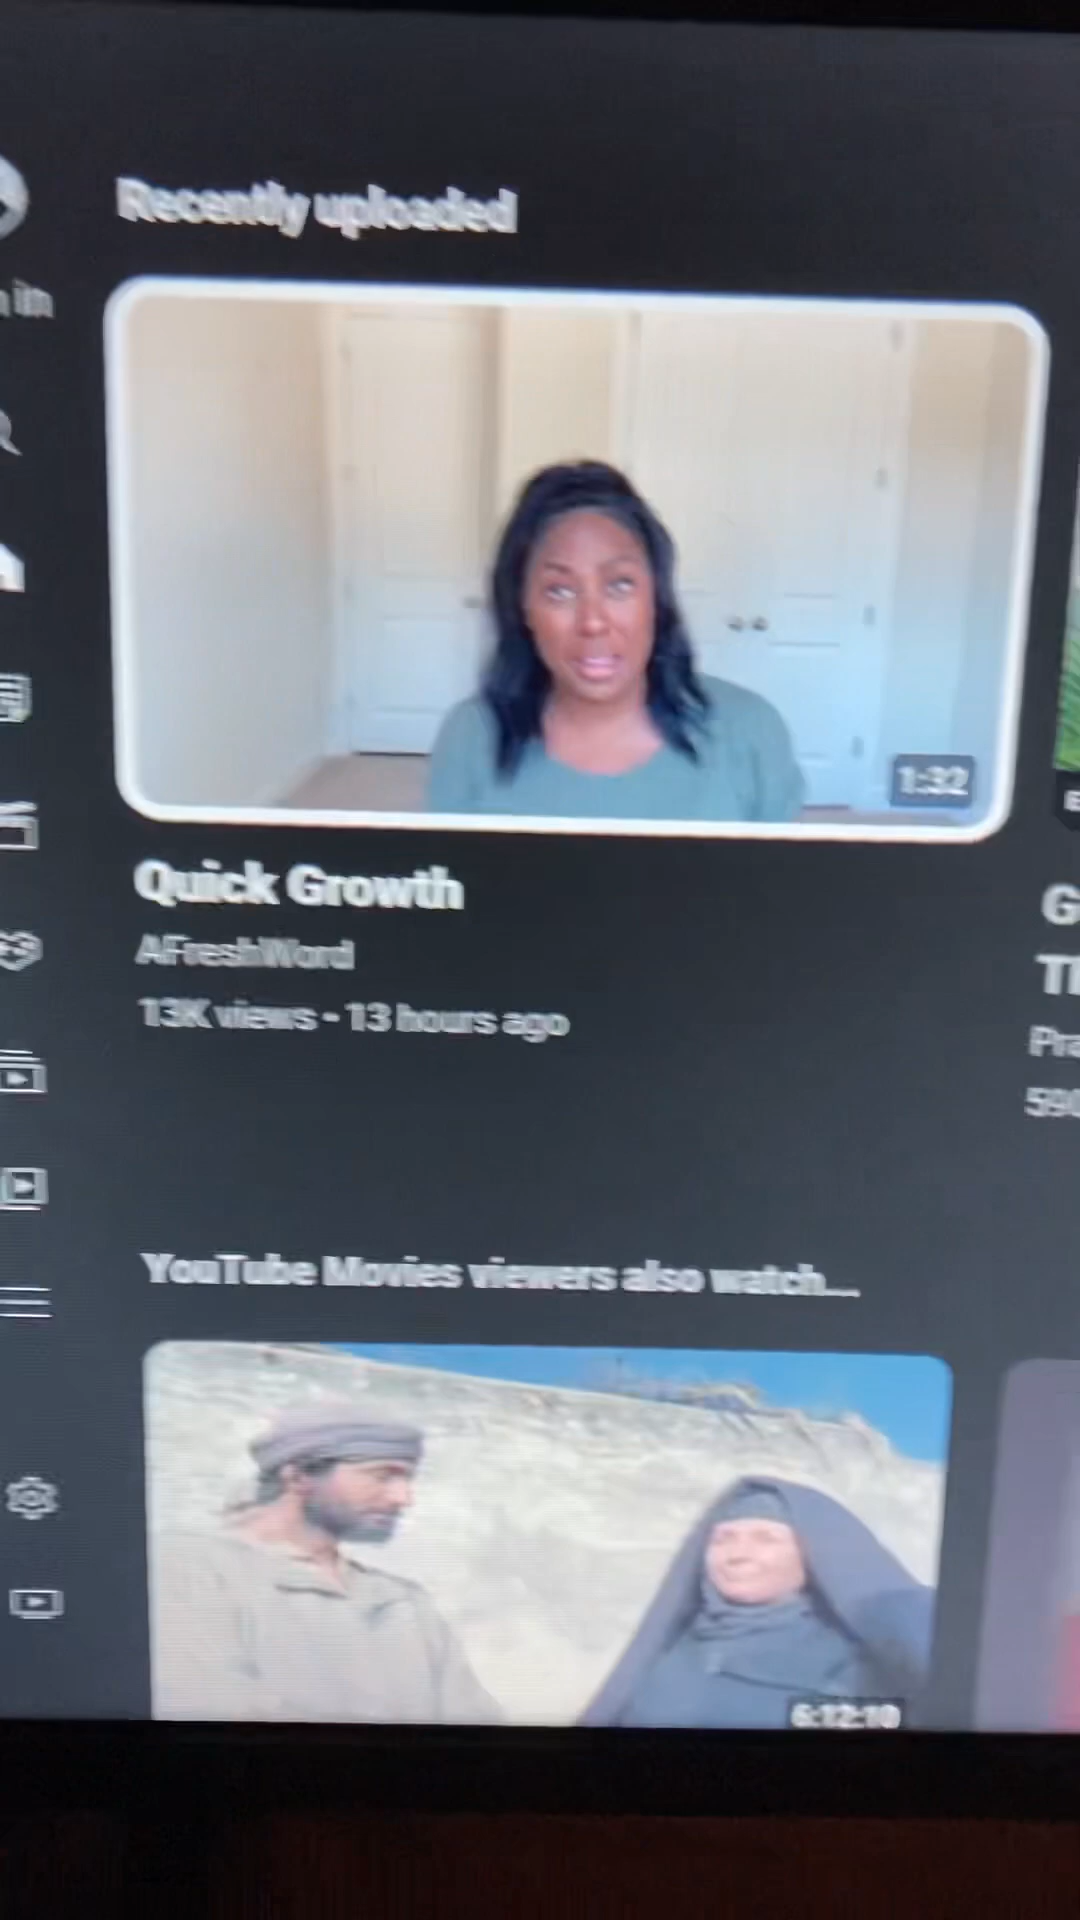 Recently uploaded
1:32
Quick Growth
AFreshWord
13K views • 13 hours ago
YouTube Movies viewers also watch...
6:12:10